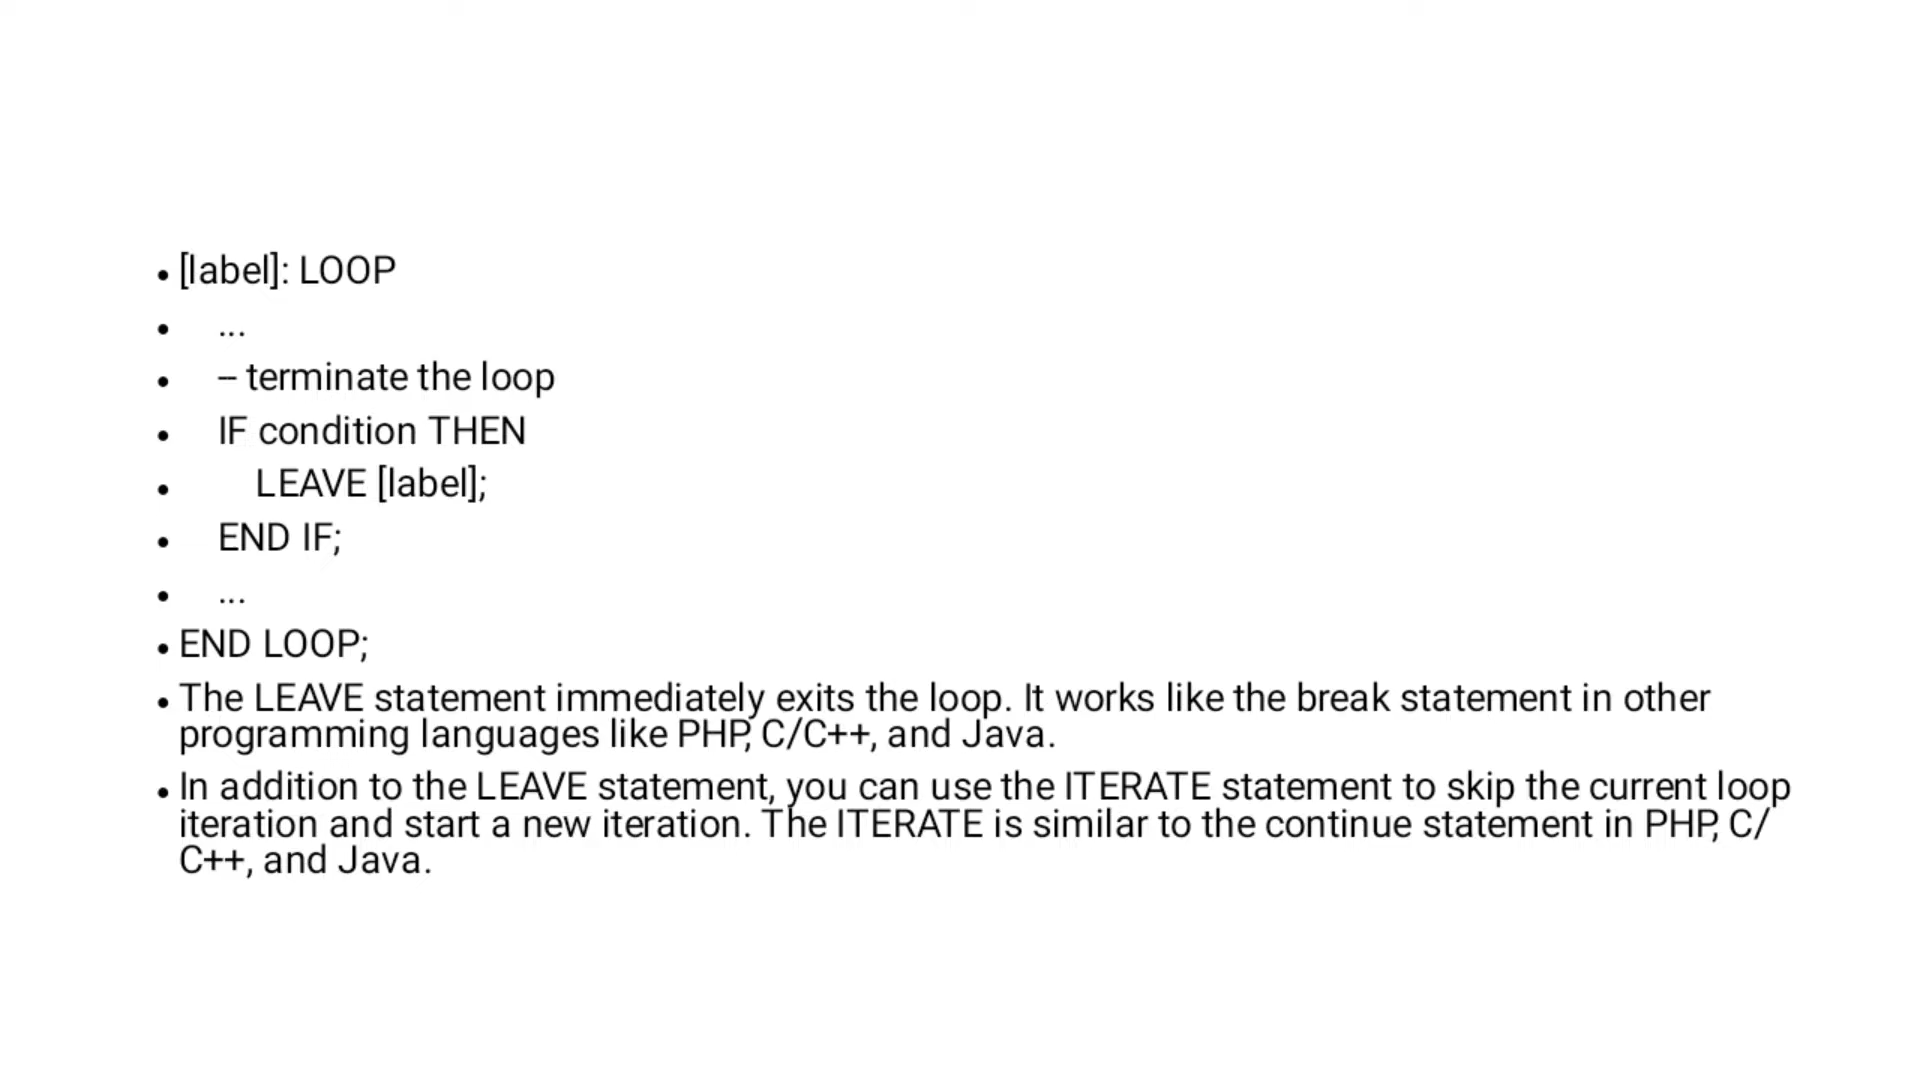 • [label]: LOOP
• ...
• – terminate the loop
• IF condition THEN
• LEAVE [label];
• END IF;
• ...
• END LOOP;
• The LEAVE statement immediately exits the loop. It works like the break statement in other
programming languages like PHP, C/C++, and Java.
• In addition to the LEAVE statement, you can use the ITERATE statement to skip the current loop
iteration and start a new iteration. The ITERATE is similar to the continue statement in PHP, C/
C++, and Java.